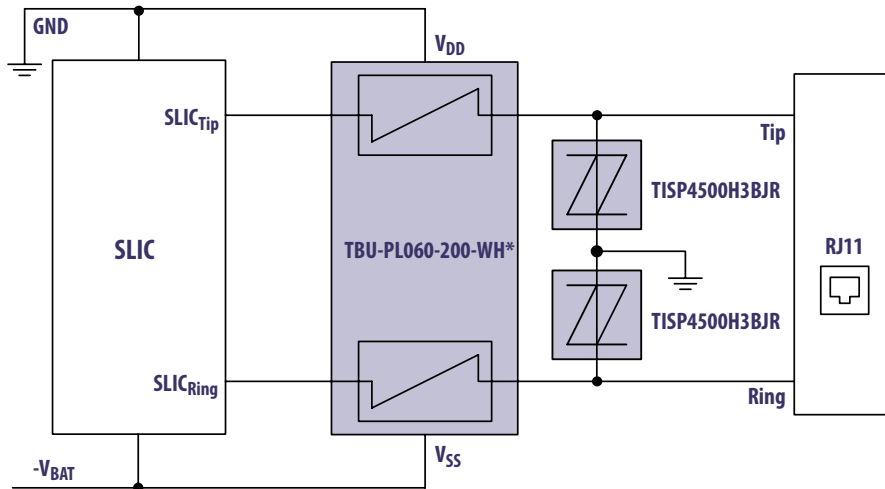 GND
VDD
SLICTip
Tip
TISP4500H3BJR
SLIC
TBU-PL060-200-WH*
RJ11
TISP4500H3BJR
SLICRing
Ring
-VBAT
VSS